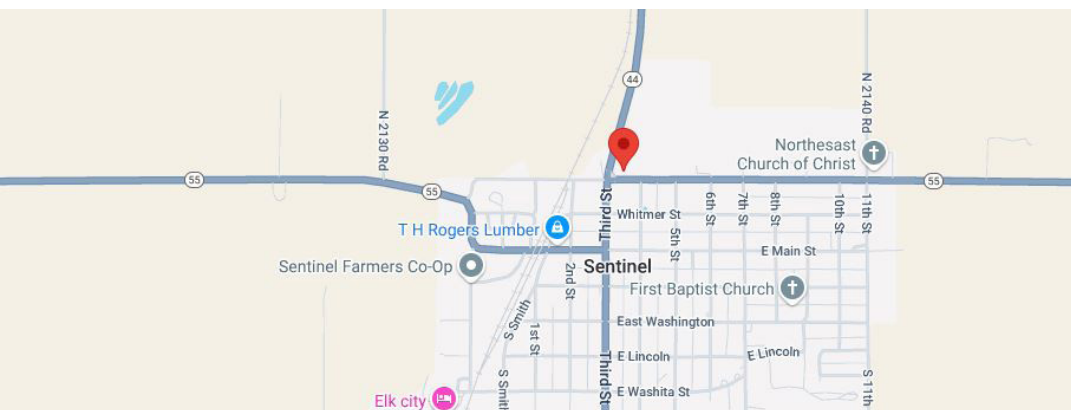 44
N 2130 Rd
N 2140 Rd
Northesast
Church of Christ
55
55
55
Third St
Whitmer St
6th St
7th St
8th St
10th St
11th St
T H Rogers Lumber
5th St
E Main St
Sentinel Farmers Co-Op
2nd St
Sentinel
First Baptist Church
S Smith
1st St
East Washington
E Lincoln
E Lincoln
Third St
S Smit
E Washita St
S 11th
Elk city